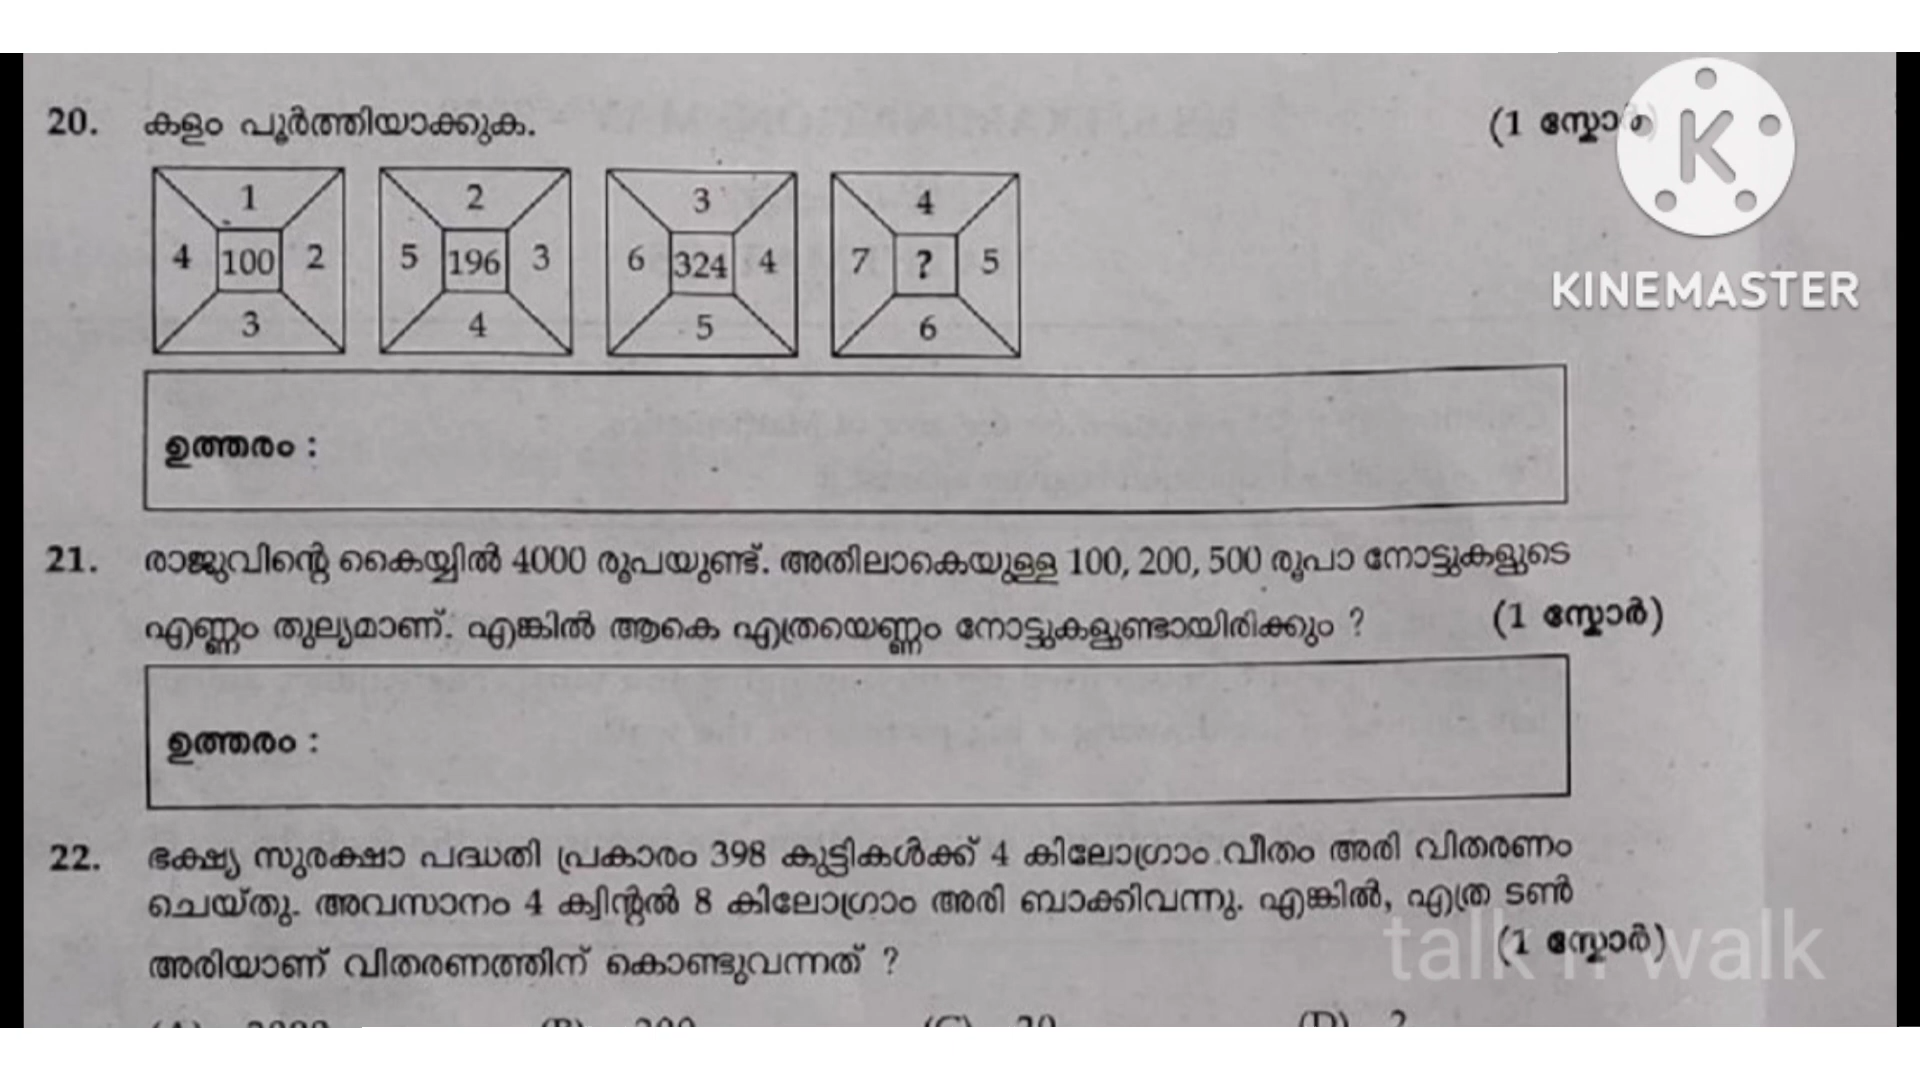 20. കളം പൂർത്തിയാക്കുക. (1 സ്കോർ)
1 2 3 4
4 100 2 5 196 3 6 324 4 7 ? 5
3 4 5 6
ഉത്തരം :
21. രാജുവിന്റെ കൈയ്യിൽ 4000 രൂപയുണ്ട്. അതിലാകെയുള്ള 100, 200, 500 രൂപാ നോട്ടുകളുടെ
എണ്ണം തുല്യമാണ്. എങ്കിൽ ആകെ എത്രയെണ്ണം നോട്ടുകളുണ്ടായിരിക്കും ? (1 സ്കോർ)
ഉത്തരം :
22. ഭക്ഷ്യ സുരക്ഷാ പദ്ധതി പ്രകാരം 398 കുട്ടികൾക്ക് 4 കിലോഗ്രാം വീതം അരി വിതരണം
ചെയ്തു. അവസാനം 4 ക്വിന്റൽ 8 കിലോഗ്രാം അരി ബാക്കിവന്നു. എങ്കിൽ, എത്ര ടൺ
അരിയാണ് വിതരണത്തിന് കൊണ്ടുവന്നത് ? (1 സ്കോർ)
K
KINEMASTER
talk n walk